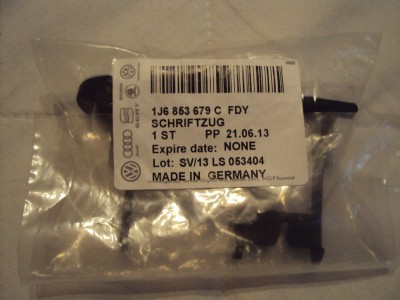 1J6 853 679 C FDY
SCHRIFTZUG
1 ST PP 21.06.13
Expire date: NONE
Lot: SV/13 LS 053404
MADE IN GERMANY